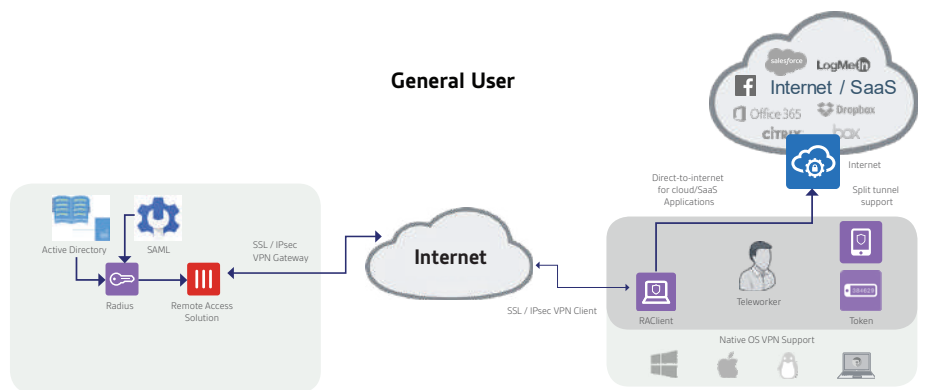 General User
salesforce
LogMeIn
Internet / SaaS
Office 365
Dropbox
citrix
box
Internet
Direct-to-internet
for cloud/SaaS
Applications
Split tunnel
support
Active Directory
SAML
SSL / IPsec
VPN Gateway
Radius
Remote Access
Solution
Internet
SSL / IPsec VPN Client
RAClient
Teleworker
384629
Token
Native OS VPN Support